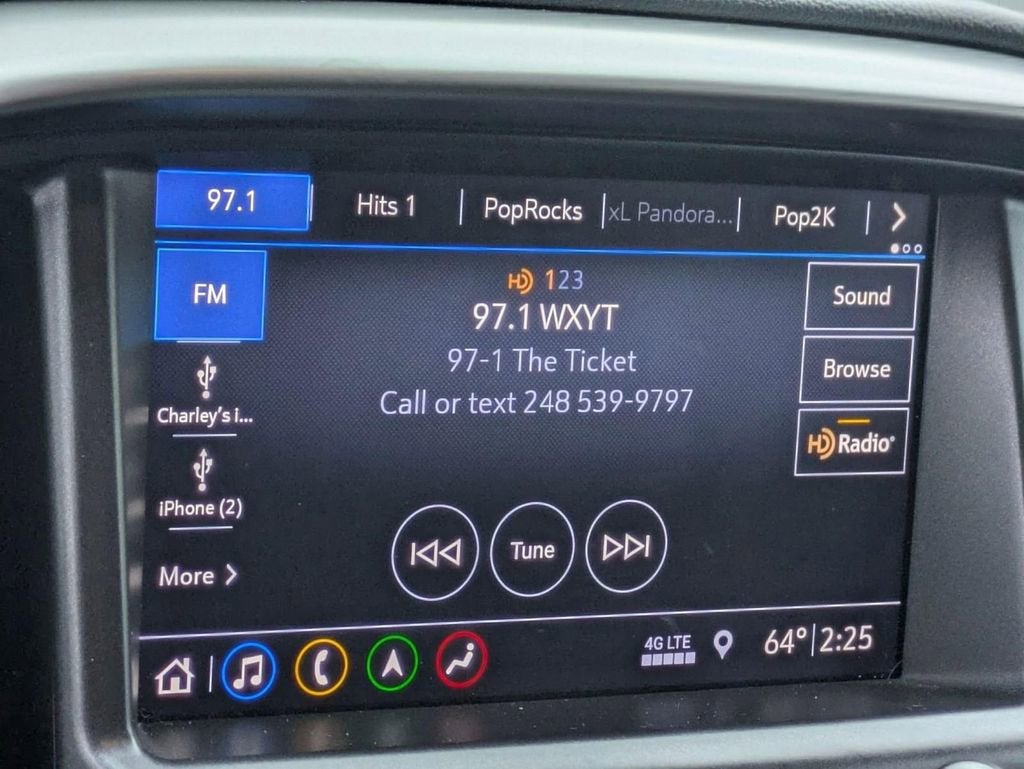 97.1 Hits 1 PopRocks xL Pandora... Pop2K
FM
HD 123
97.1 WXYT
97-1 The Ticket
Call or text 248 539-9797
Sound
Browse
HD Radio®
Charley's i...
iPhone (2)
More
Tune
4G LTE
64° 2:25